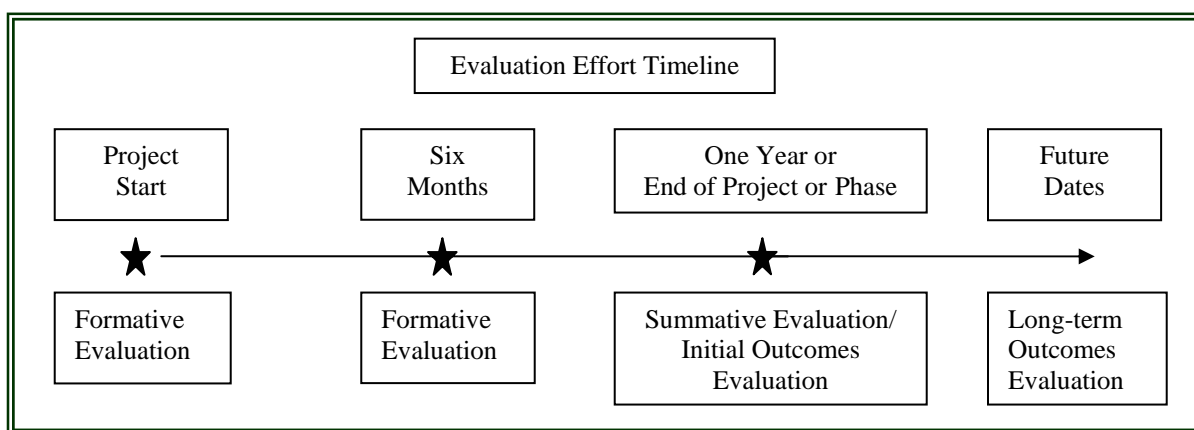 Evaluation Effort Timeline
Project
Start
Six
Months
One Year or
End of Project or Phase
Future
Dates
Formative
Evaluation
Formative
Evaluation
Summative Evaluation/
Initial Outcomes
Evaluation
Long-term
Outcomes
Evaluation